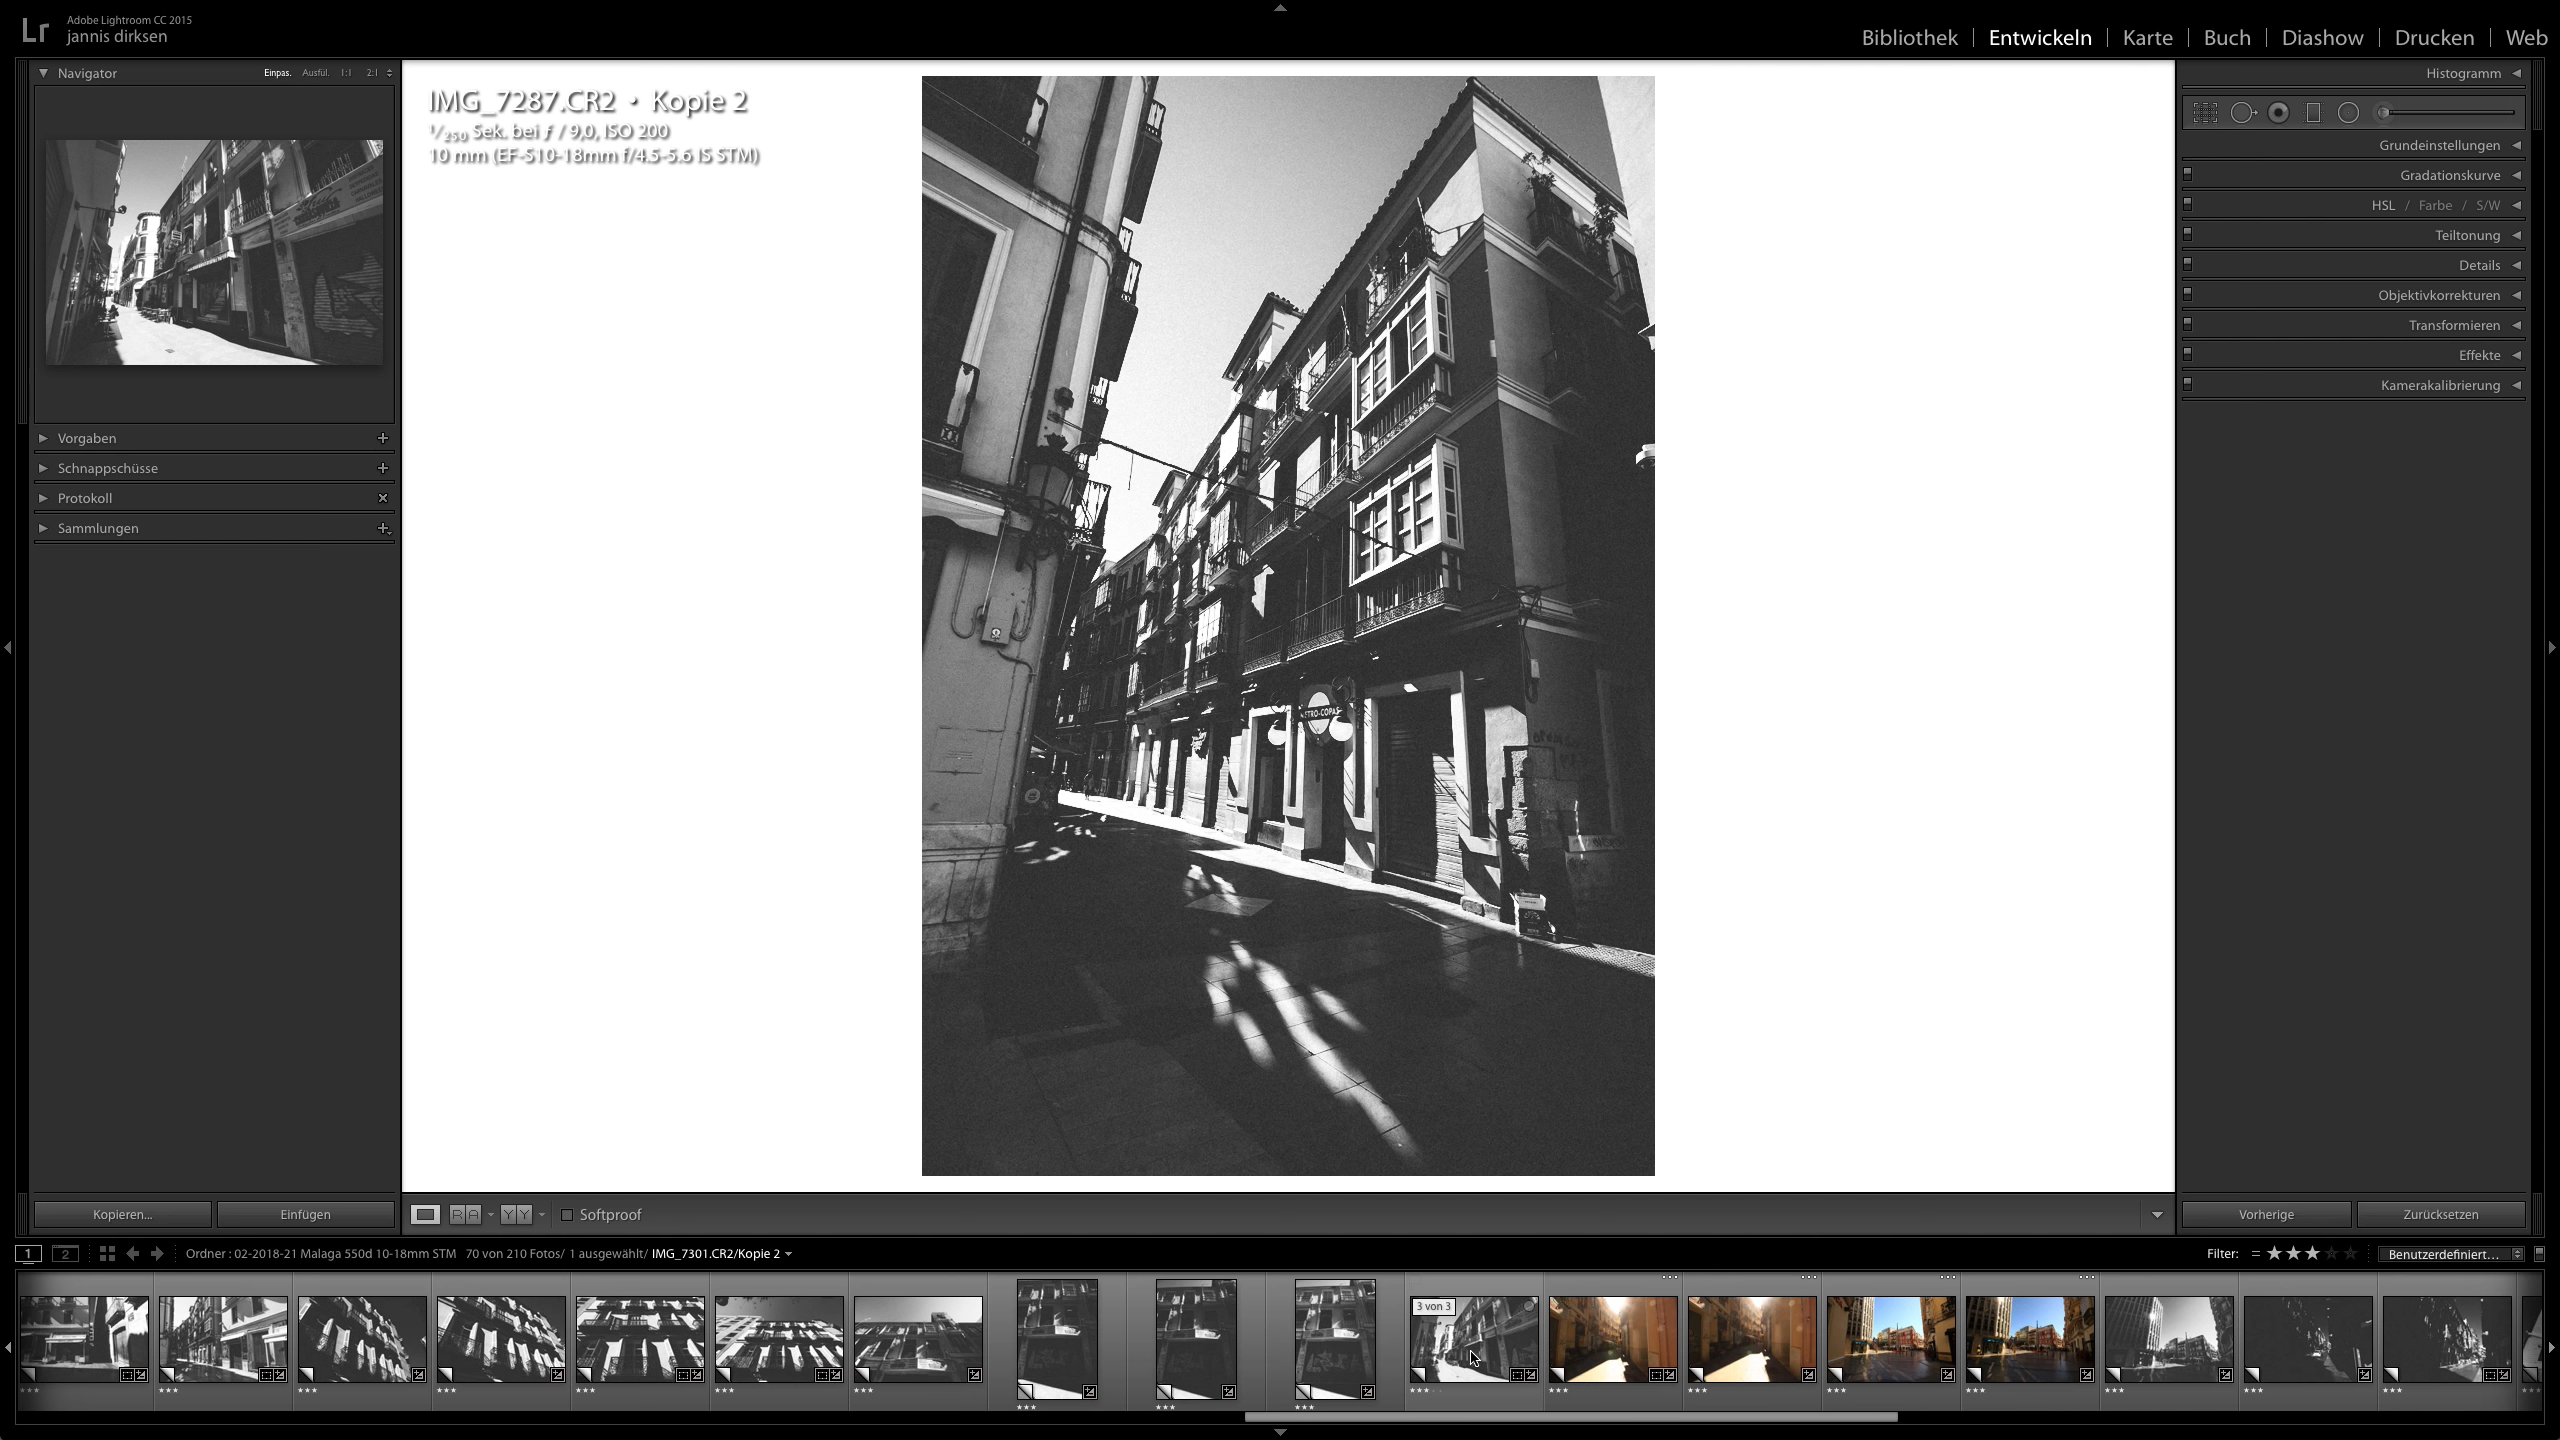 Lr
Adobe Lightroom CC 2015
jannis dirksen
Bibliothek | Entwickeln | Karte | Buch | Diashow | Drucken | Web
Navigator
Einpas. Ausfül. 1:1 2:1
Histogramm
IMG_7287.CR2 • Kopie 2
1/250 Sek. bei f / 9,0, ISO 200
10 mm (EF-S10-18mm f/4.5-5.6 IS STM)
Grundeinstellungen
Gradationskurve
HSL / Farbe / S/W
Teiltonung
Details
Objektivkorrekturen
Transformieren
Effekte
Kamerakalibrierung
Vorgaben
Schnappschüsse
Protokoll
Sammlungen
TRO-COPAS
Kopieren...
Einfügen
R A
Y Y
Softproof
Vorherige
Zurücksetzen
1 2
Ordner : 02-2018-21 Malaga 550d 10-18mm STM 70 von 210 Fotos/ 1 ausgewählt/ IMG_7301.CR2/Kopie 2
Filter: = ★★★
Benutzerdefiniert...
3 von 3